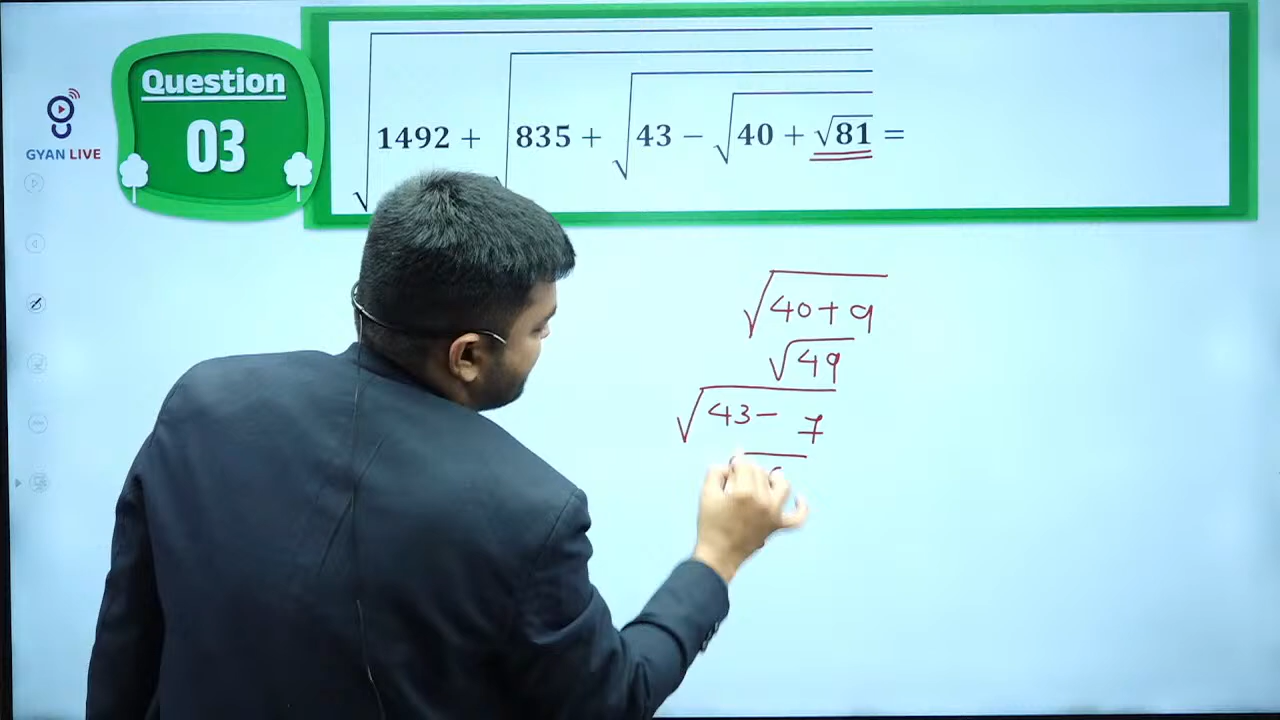 Question
03
GYAN LIVE
1492 + √835 + √43 − √40 + √81 =
√40+9
√49
√43− 7